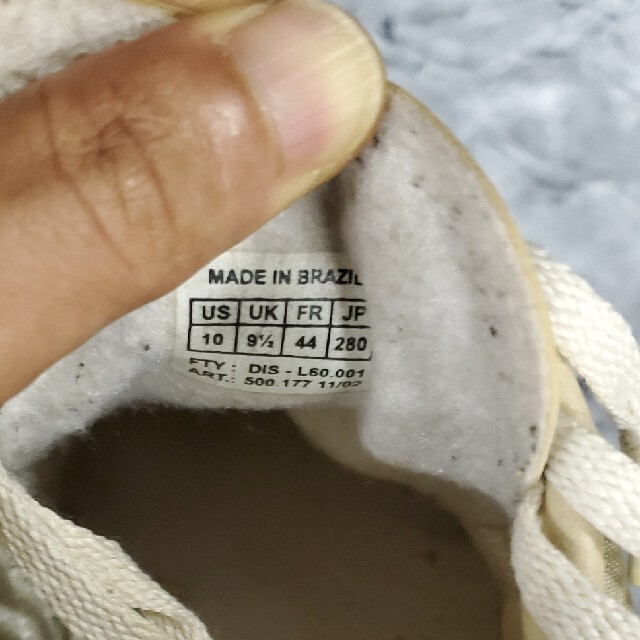 MADE IN BRAZIL
US UK FR JP
10 9½ 44 280
FTY : DIS - L60.001
ART.: 500.177 11/02